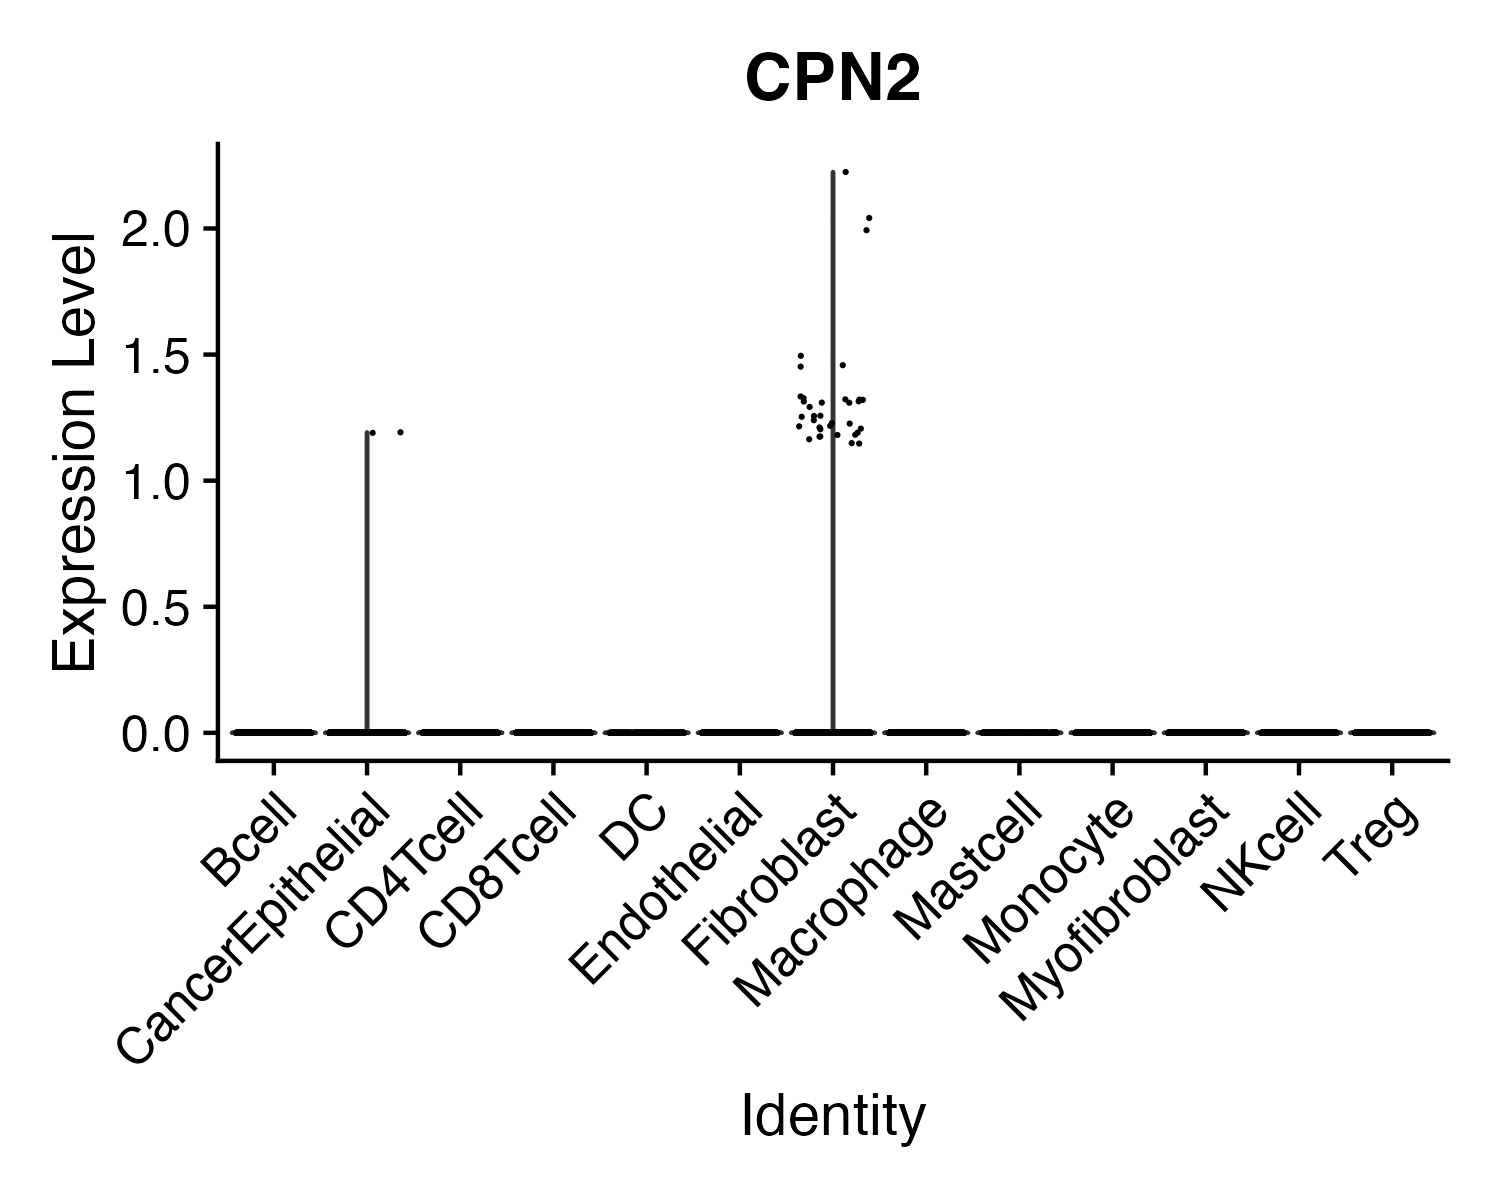 CPN2
Expression Level
2.0
1.5
1.0
0.5
0.0
Bcell
CancerEpithelial
CD4Tcell
CD8Tcell
DC
Endothelial
Fibroblast
Macrophage
Mastcell
Monocyte
Myofibroblast
NKcell
Treg
Identity